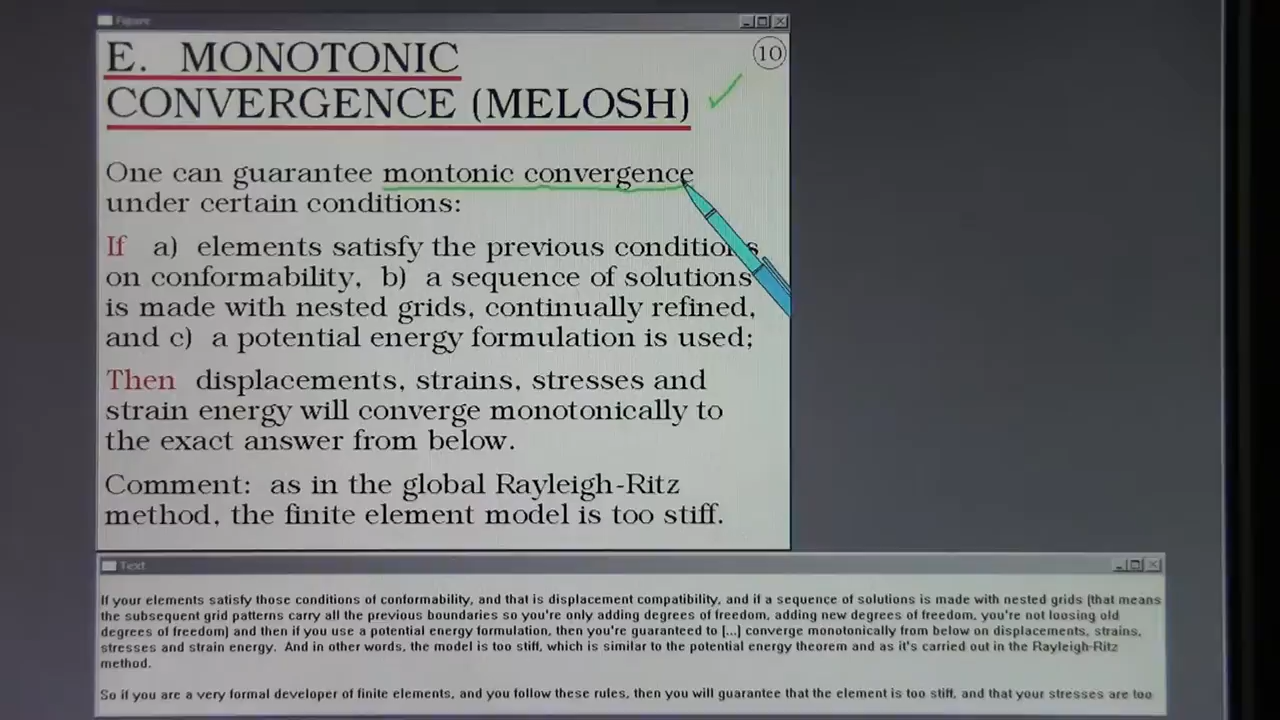 Figure
E. MONOTONIC
10
CONVERGENCE (MELOSH)
One can guarantee montonic convergence
under certain conditions:
If a) elements satisfy the previous conditions
on conformability, b) a sequence of solutions
is made with nested grids, continually refined,
and c) a potential energy formulation is used;
Then displacements, strains, stresses and
strain energy will converge monotonically to
the exact answer from below.
Comment: as in the global Rayleigh-Ritz
method, the finite element model is too stiff.
Text
If your elements satisfy those conditions of conformability, and that is displacement compatibility, and if a sequence of solutions is made with nested grids (that means
the subsequent grid patterns carry all the previous boundaries so you're only adding degrees of freedom, adding new degrees of freedom, you're not loosing old
degrees of freedom) and then if you use a potential energy formulation, then you're guaranteed to [...] converge monotonically from below on displacements, strains,
stresses and strain energy. And in other words, the model is too stiff, which is similar to the potential energy theorem and as it's carried out in the Rayleigh-Ritz
method.
So if you are a very formal developer of finite elements, and you follow these rules, then you will guarantee that the element is too stiff, and that your stresses are too